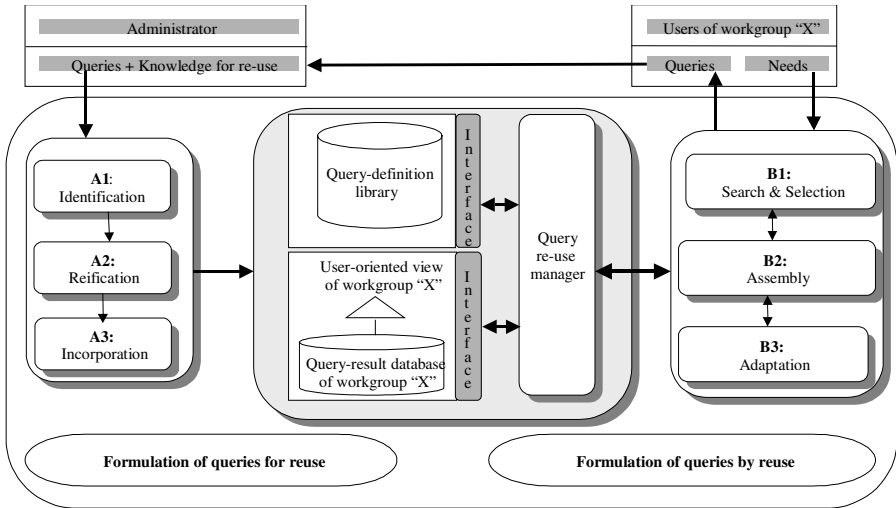 Administrator
Users of workgroup “X”
Queries + Knowledge for re-use
Queries
Needs
A1:
Identification
A2:
Reification
A3:
Incorporation
Query-definition
library
Interface
User-oriented view
of workgroup “X”
Query-result database
of workgroup “X”
Interface
Query
re-use
manager
B1:
Search & Selection
B2:
Assembly
B3:
Adaptation
Formulation of queries for reuse
Formulation of queries by reuse